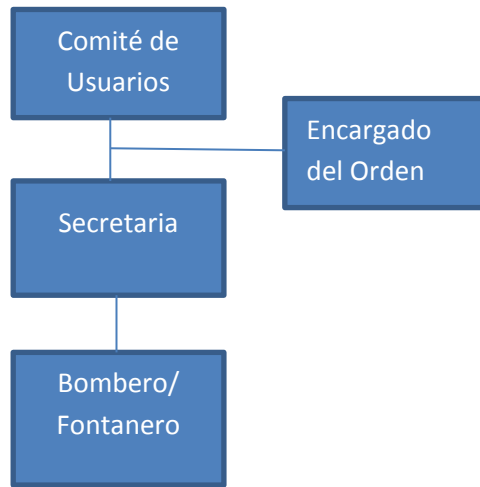 Comité de
Usuarios
Encargado
del Orden
Secretaria
Bombero/
Fontanero